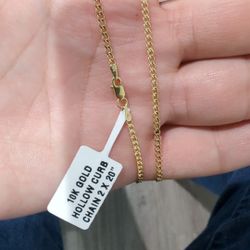 10K GOLD
HOLLOW CURB
CHAIN 2 X 20"